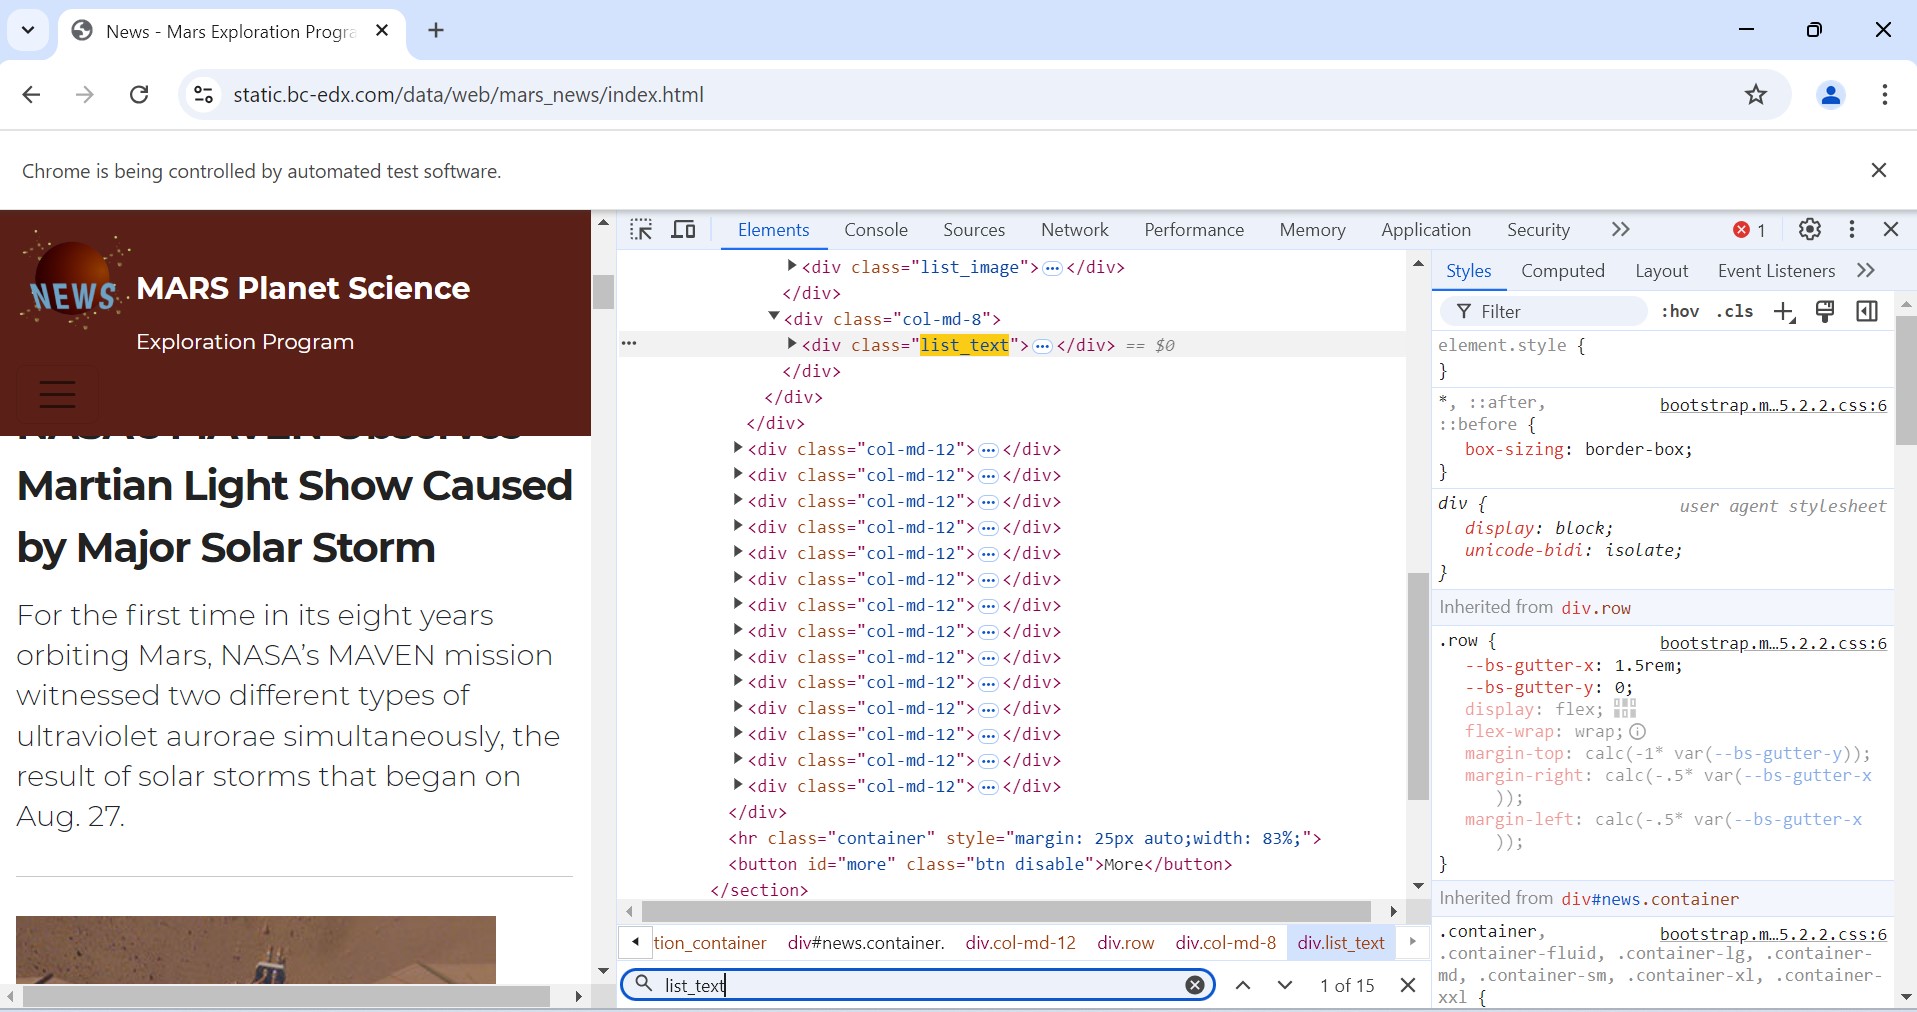 News - Mars Exploration Progra
static.bc-edx.com/data/web/mars_news/index.html
Chrome is being controlled by automated test software.
NEWS
MARS Planet Science
Exploration Program
NASA's MAVEN Observes
Martian Light Show Caused
by Major Solar Storm
For the first time in its eight years
orbiting Mars, NASA’s MAVEN mission
witnessed two different types of
ultraviolet aurorae simultaneously, the
result of solar storms that began on
Aug. 27.
Elements Console Sources Network Performance Memory Application Security 1
<div class="list_image"> </div>
</div>
<div class="col-md-8">
<div class="list_text"> </div> == $0
</div>
</div>
</div>
<div class="col-md-12"> </div>
<div class="col-md-12"> </div>
<div class="col-md-12"> </div>
<div class="col-md-12"> </div>
<div class="col-md-12"> </div>
<div class="col-md-12"> </div>
<div class="col-md-12"> </div>
<div class="col-md-12"> </div>
<div class="col-md-12"> </div>
<div class="col-md-12"> </div>
<div class="col-md-12"> </div>
<div class="col-md-12"> </div>
<div class="col-md-12"> </div>
<div class="col-md-12"> </div>
</div>
<hr class="container" style="margin: 25px auto;width: 83%;">
<button id="more" class="btn disable">More</button>
</section>
tion_container div#news.container. div.col-md-12 div.row div.col-md-8 div.list_text
list_text 1 of 15
Styles Computed Layout Event Listeners
Filter :hov .cls
element.style {
}
*, ::after, bootstrap.m…5.2.2.css:6
::before {
box-sizing: border-box;
}
div { user agent stylesheet
display: block;
unicode-bidi: isolate;
}
Inherited from div.row
.row { bootstrap.m…5.2.2.css:6
--bs-gutter-x: 1.5rem;
--bs-gutter-y: 0;
display: flex;
flex-wrap: wrap;
margin-top: calc(-1* var(--bs-gutter-y));
margin-right: calc(-.5* var(--bs-gutter-x
));
margin-left: calc(-.5* var(--bs-gutter-x
));
}
Inherited from div#news.container
.container, bootstrap.m…5.2.2.css:6
.container-fluid, .container-lg, .container-
md, .container-sm, .container-xl, .container-
xxl {